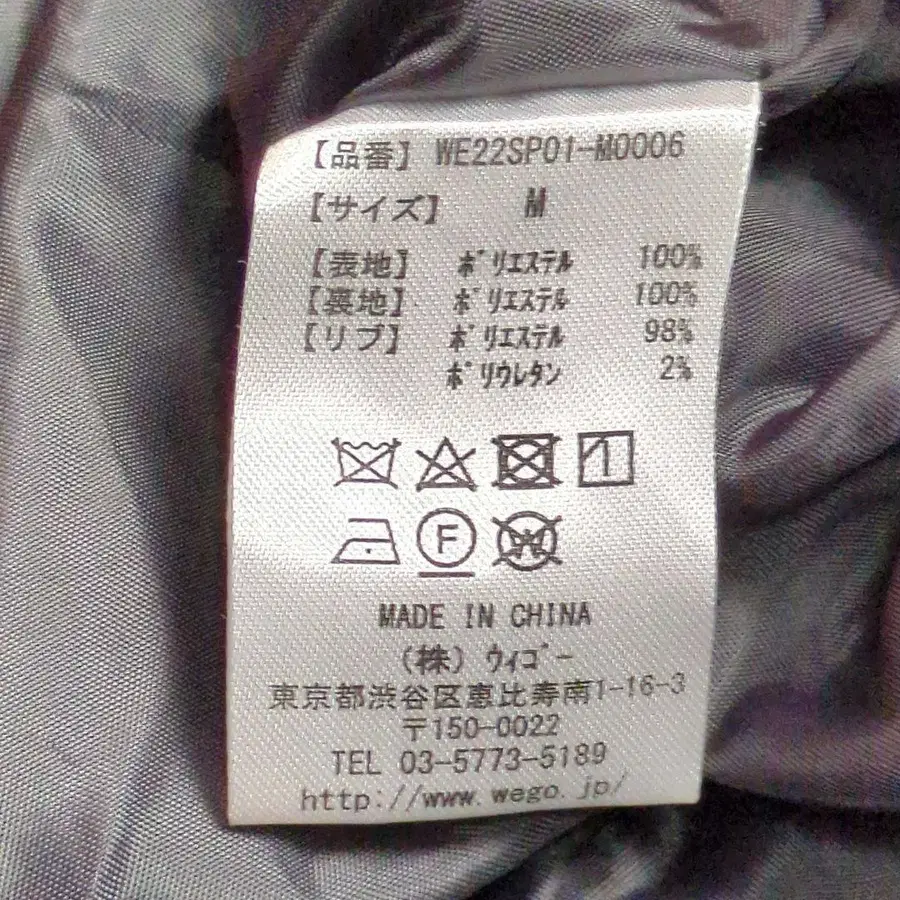 【品番】 WE22SP01-M0006
【サイズ】 M
【表地】 ﾎﾟﾘｴｽﾃﾙ 100%
【裏地】 ﾎﾟﾘｴｽﾃﾙ 100%
【リブ】 ﾎﾟﾘｴｽﾃﾙ 98%
ﾎﾟﾘｳﾚﾀﾝ 2%
F W
MADE IN CHINA
(株) ｳｨｺﾞｰ
東京都渋谷区恵比寿南1-16-3
〒150-0022
TEL 03-5773-5189
http://www.wego.jp/